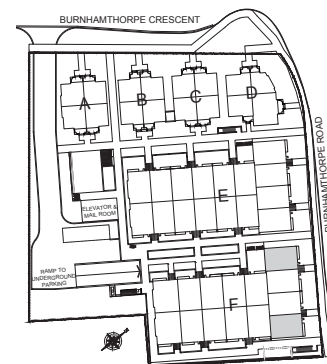 BURNHAMTHORPE CRESCENT
A
B
C
D
BURNHAMTHORPE ROAD
E
ELEVATOR &
MAIL ROOM
RAMP TO
UNDERGROUND
PARKING
F